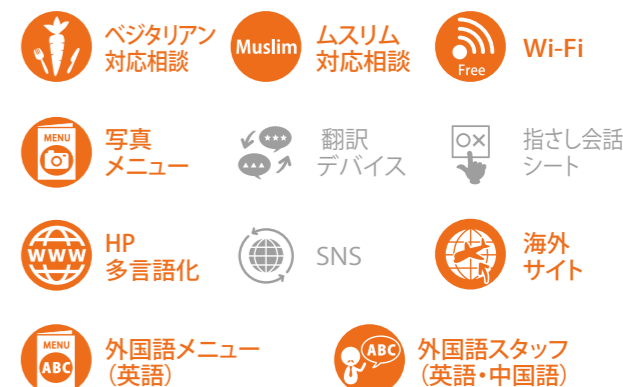 ベジタリアン
対応相談
Muslim
ムスリム
対応相談
Free
Wi-Fi
MENU
写真
メニュー
翻訳
デバイス
○×
指さし会話
シート
WWW
HP
多言語化
SNS
海外
サイト
MENU
ABC
外国語メニュー
（英語）
ABC
外国語スタッフ
（英語・中国語）